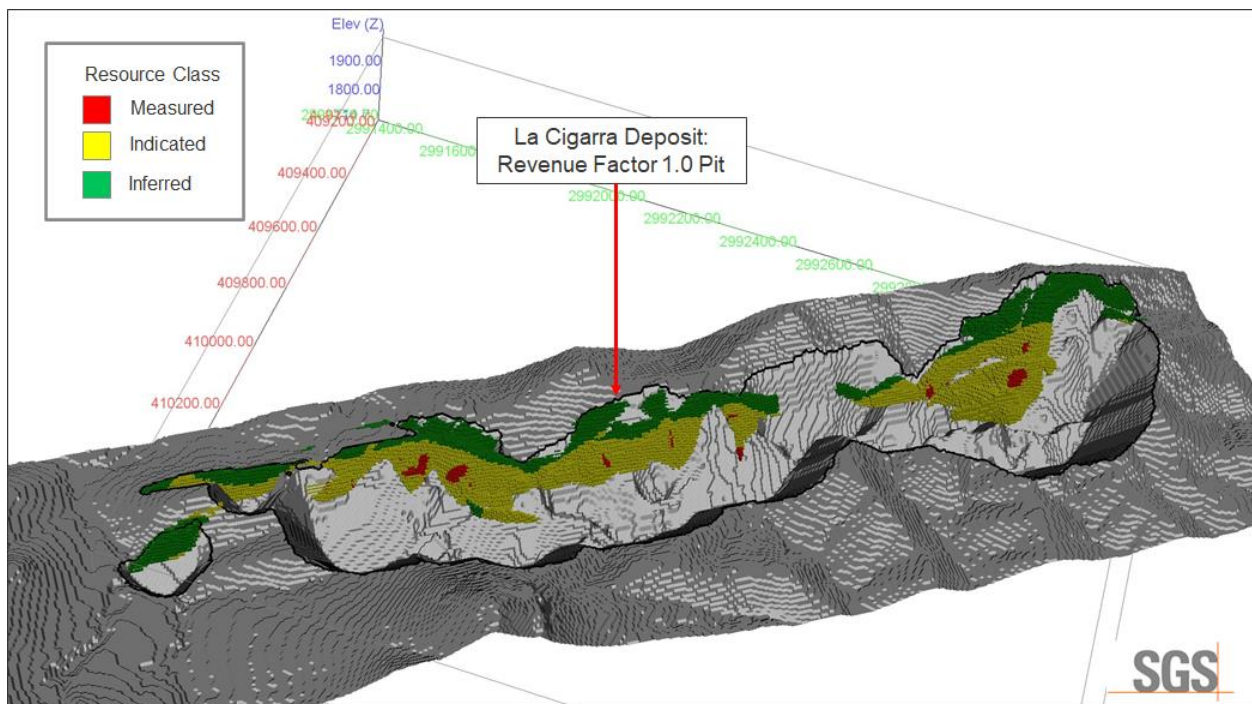 Elev (Z)
1900.00
1800.00
409200.00
2991400.00
2991600
409400.00
2992000.00
409600.00
2992200.00
2992400.00
409800.00
2992600.00
410000.00
410200.00
Resource Class
Measured
Indicated
Inferred
La Cigarra Deposit:
Revenue Factor 1.0 Pit
SGS